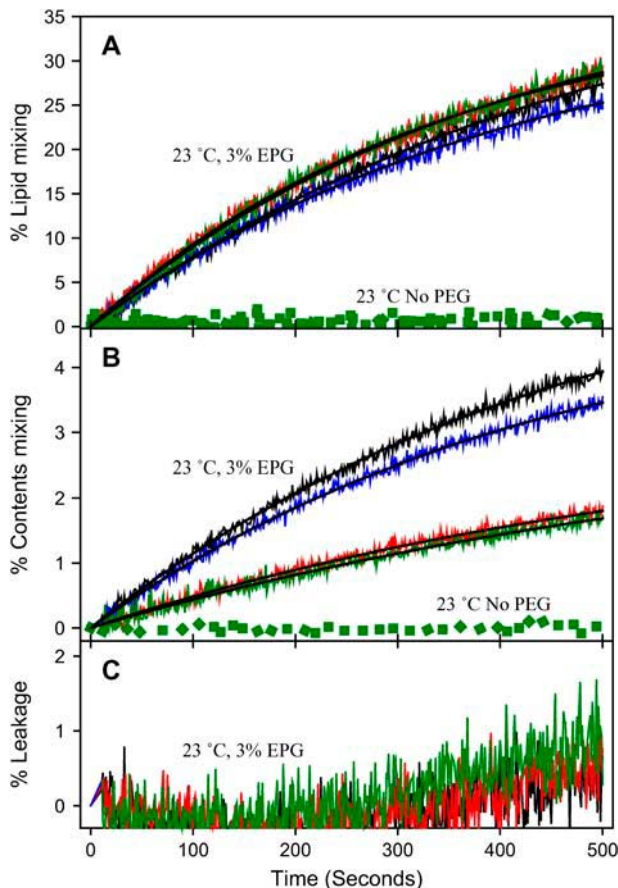 A
35
30
25
20
15
10
5
0
% Lipid mixing
23 ˚C, 3% EPG
23 ˚C No PEG
B
4
3
2
1
0
% Contents mixing
23 ˚C, 3% EPG
23 ˚C No PEG
C
2
1
0
% Leakage
23 ˚C, 3% EPG
0 100 200 300 400 500
Time (Seconds)